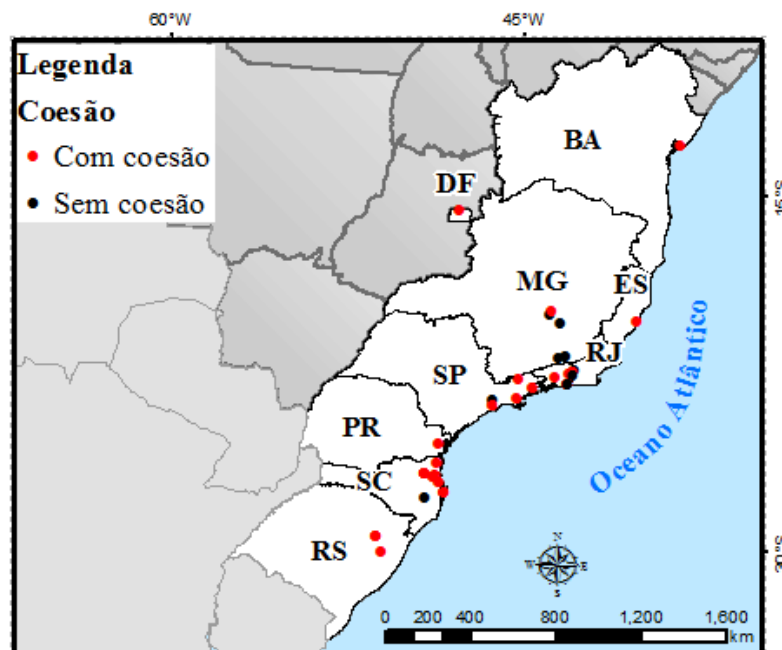 60°W
45°W
Legenda
Coesão
Com coesão
Sem coesão
BA
15°S
DF
MG
ES
RJ
SP
PR
SC
RS
Oceano Atlântico
30°S
N
W
E
S
0 200 400 800 1,200 1,600
km